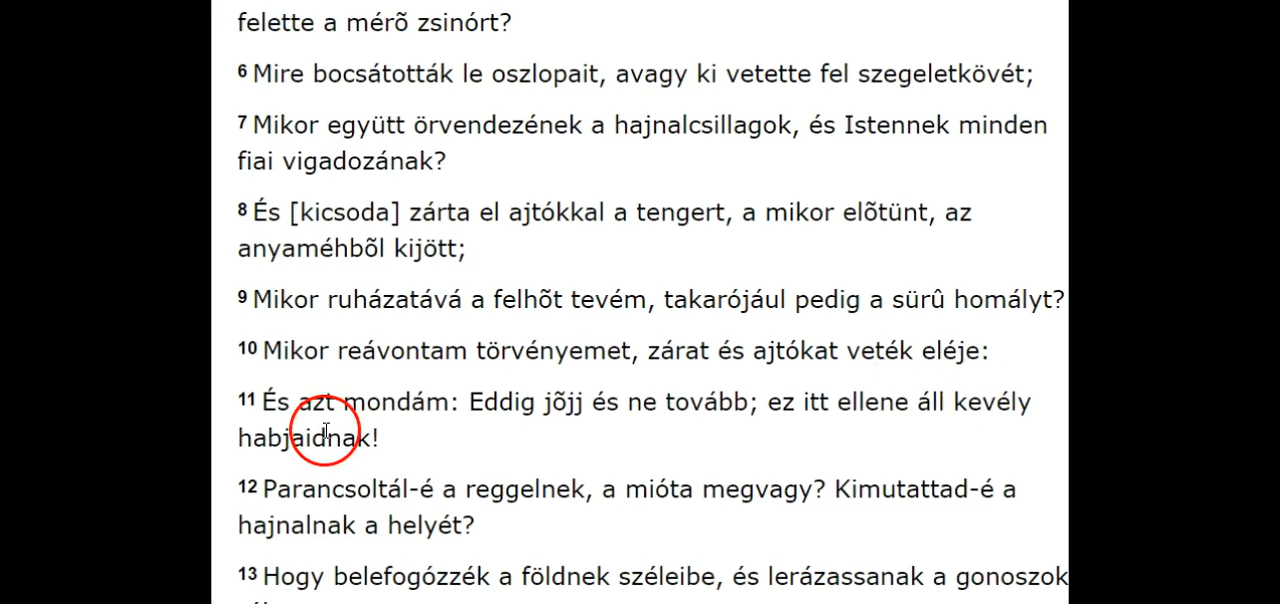 felette a mérõ zsinórt?
6 Mire bocsátották le oszlopait, avagy ki vetette fel szegeletkövét;
7 Mikor együtt örvendezének a hajnalcsillagok, és Istennek minden
fiai vigadozának?
8 És [kicsoda] zárta el ajtókkal a tengert, a mikor elõtünt, az
anyaméhbõl kijött;
9 Mikor ruházatává a felhõt tevém, takarójául pedig a sürû homályt?
10 Mikor reávontam törvényemet, zárat és ajtókat veték eléje:
11 És azt mondám: Eddig jõjj és ne tovább; ez itt ellene áll kevély
habjaidnak!
12 Parancsoltál-é a reggelnek, a mióta megvagy? Kimutattad-é a
hajnalnak a helyét?
13 Hogy belefogózzék a földnek széleibe, és lerázassanak a gonoszok